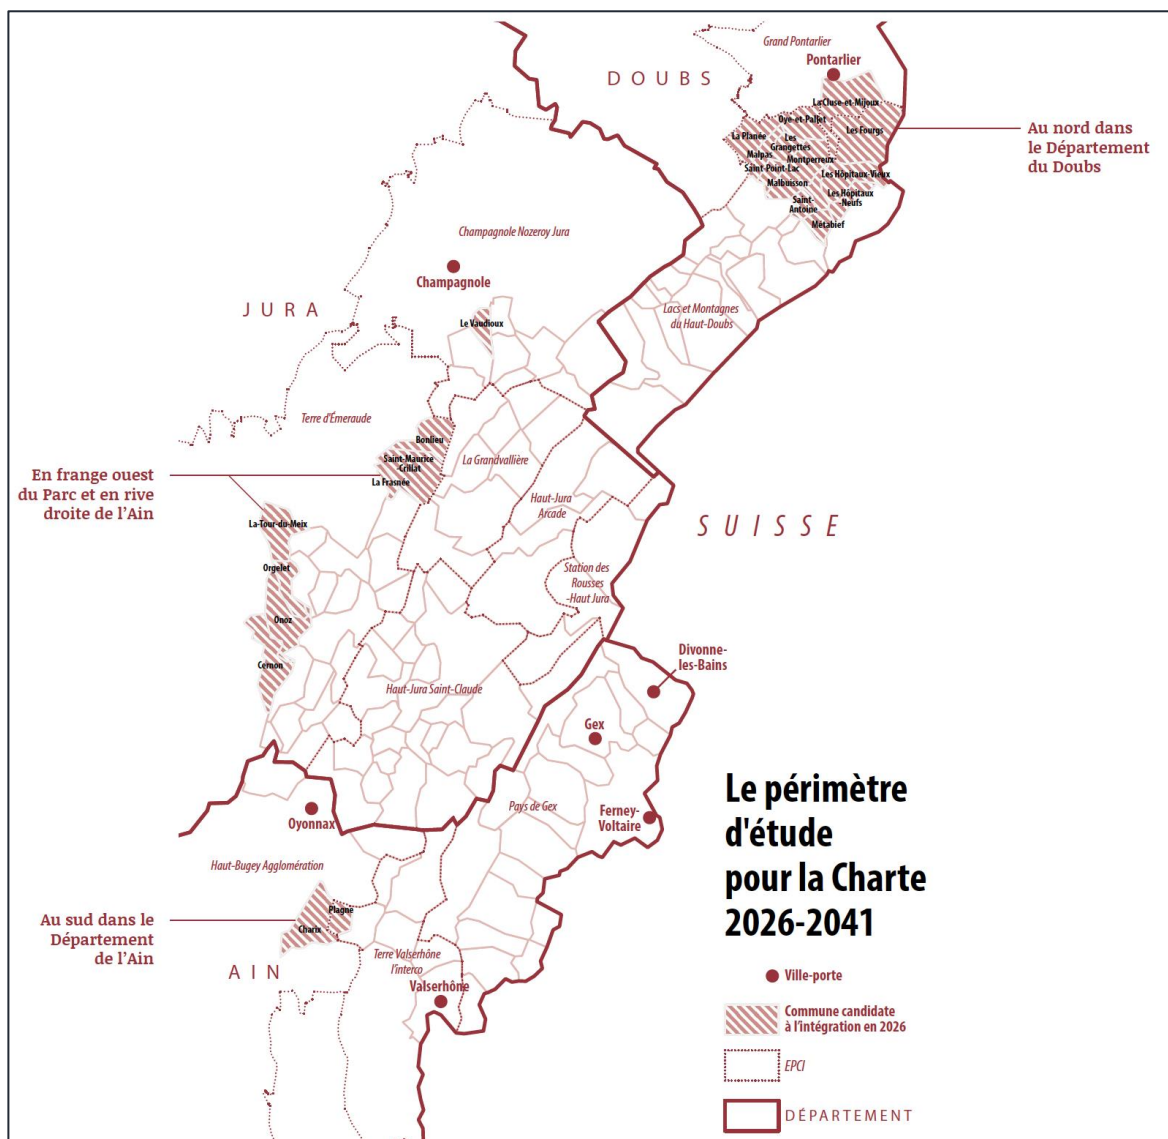 Grand Pontarlier
Pontarlier
DOUBS
La Cluse-et-Mijoux
Oye-et-Pallet
Les Fourgs
La Planée
Les
Grangettes
Malpas
Montperreux
Saint-Point-Lac
Les Hôpitaux-Vieux
Malbuisson
Les Hôpitaux
-Neufs
Saint-
Antoine
Métabief
Au nord dans
le Département
du Doubs
Champagnole Nozeroy Jura
Champagnole
JURA
Le Vaudioux
Lacs et Montagnes
du Haut-Doubs
Terre d'Émeraude
Bonlieu
Saint-Maurice
-Crillat
La Frasnée
La Grandvallière
En frange ouest
du Parc et en rive
droite de l'Ain
Haut-Jura
Arcade
La-Tour-du-Meix
SUISSE
Orgelet
Station des
Rousses
-Haut Jura
Onoz
Cernon
Divonne-
les-Bains
Haut-Jura Saint-Claude
Gex
Pays de Gex
Ferney-
Voltaire
Oyonnax
Haut-Bugey Agglomération
Au sud dans le
Département
de l'Ain
Plagne
Charix
AIN
Terre Valserhône
l'interco
Valserhône
Le périmètre
d'étude
pour la Charte
2026-2041
Ville-porte
Commune candidate
à l'intégration en 2026
EPCI
DÉPARTEMENT